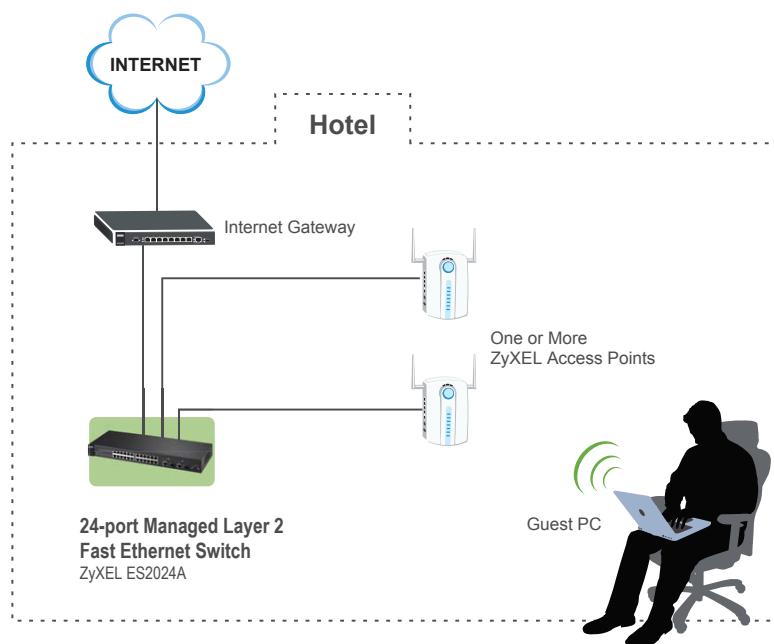 INTERNET
Hotel
Internet Gateway
One or More
ZyXEL Access Points
Guest PC
24-port Managed Layer 2
Fast Ethernet Switch
ZyXEL ES2024A